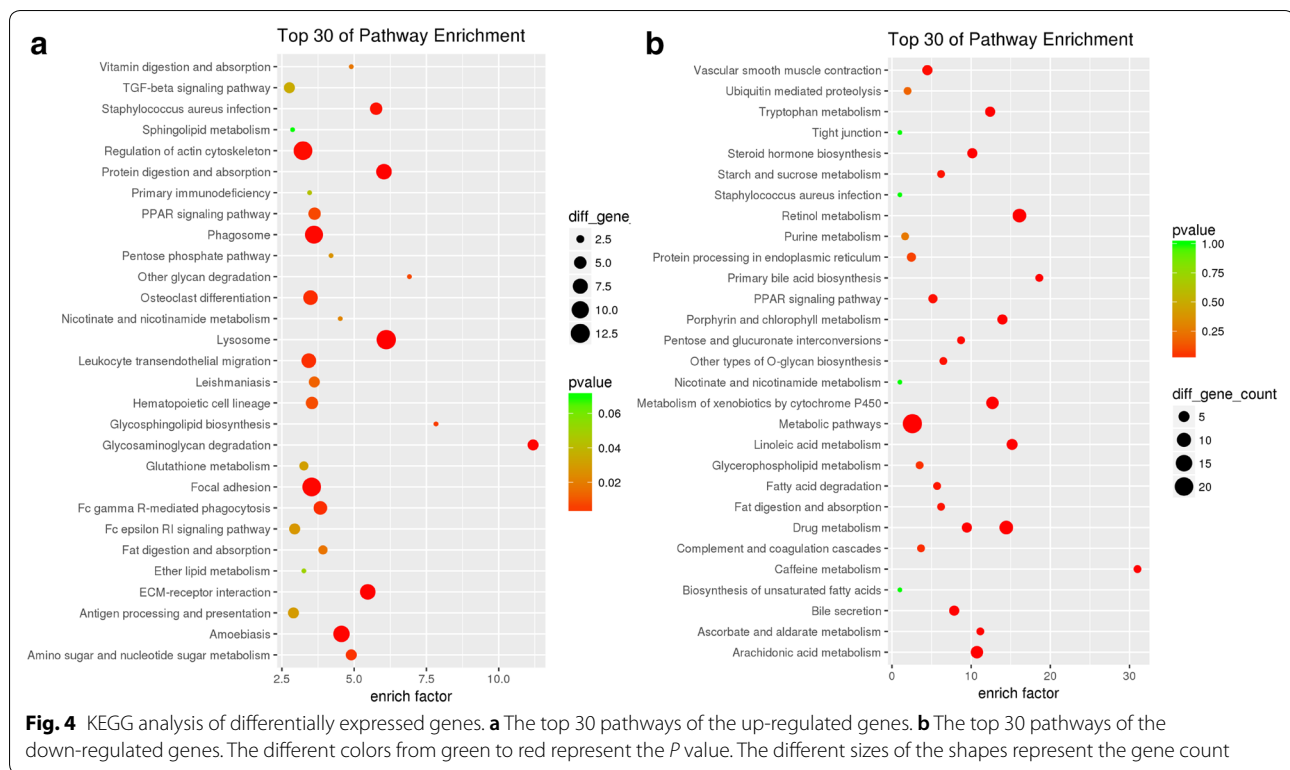 a
Top 30 of Pathway Enrichment
Vitamin digestion and absorption
TGF-beta signaling pathway
Staphylococcus aureus infection
Sphingolipid metabolism
Regulation of actin cytoskeleton
Protein digestion and absorption
Primary immunodeficiency
PPAR signaling pathway
Phagosome
Pentose phosphate pathway
Other glycan degradation
Osteoclast differentiation
Nicotinate and nicotinamide metabolism
Lysosome
Leukocyte transendothelial migration
Leishmaniasis
Hematopoietic cell lineage
Glycosphingolipid biosynthesis
Glycosaminoglycan degradation
Glutathione metabolism
Focal adhesion
Fc gamma R-mediated phagocytosis
Fc epsilon RI signaling pathway
Fat digestion and absorption
Ether lipid metabolism
ECM-receptor interaction
Antigen processing and presentation
Amoebiasis
Amino sugar and nucleotide sugar metabolism
2.5 5.0 7.5 10.0
enrich factor
diff_gene_
2.5
5.0
7.5
10.0
12.5
pvalue
0.06
0.04
0.02
b
Top 30 of Pathway Enrichment
Vascular smooth muscle contraction
Ubiquitin mediated proteolysis
Tryptophan metabolism
Tight junction
Steroid hormone biosynthesis
Starch and sucrose metabolism
Staphylococcus aureus infection
Retinol metabolism
Purine metabolism
Protein processing in endoplasmic reticulum
Primary bile acid biosynthesis
PPAR signaling pathway
Porphyrin and chlorophyll metabolism
Pentose and glucuronate interconversions
Other types of O-glycan biosynthesis
Nicotinate and nicotinamide metabolism
Metabolism of xenobiotics by cytochrome P450
Metabolic pathways
Linoleic acid metabolism
Glycerophospholipid metabolism
Fatty acid degradation
Fat digestion and absorption
Drug metabolism
Complement and coagulation cascades
Caffeine metabolism
Biosynthesis of unsaturated fatty acids
Bile secretion
Ascorbate and aldarate metabolism
Arachidonic acid metabolism
0 10 20 30
enrich factor
pvalue
1.00
0.75
0.50
0.25
diff_gene_count
5
10
15
20
Fig. 4 KEGG analysis of differentially expressed genes. a The top 30 pathways of the up-regulated genes. b The top 30 pathways of the
down-regulated genes. The different colors from green to red represent the P value. The different sizes of the shapes represent the gene count